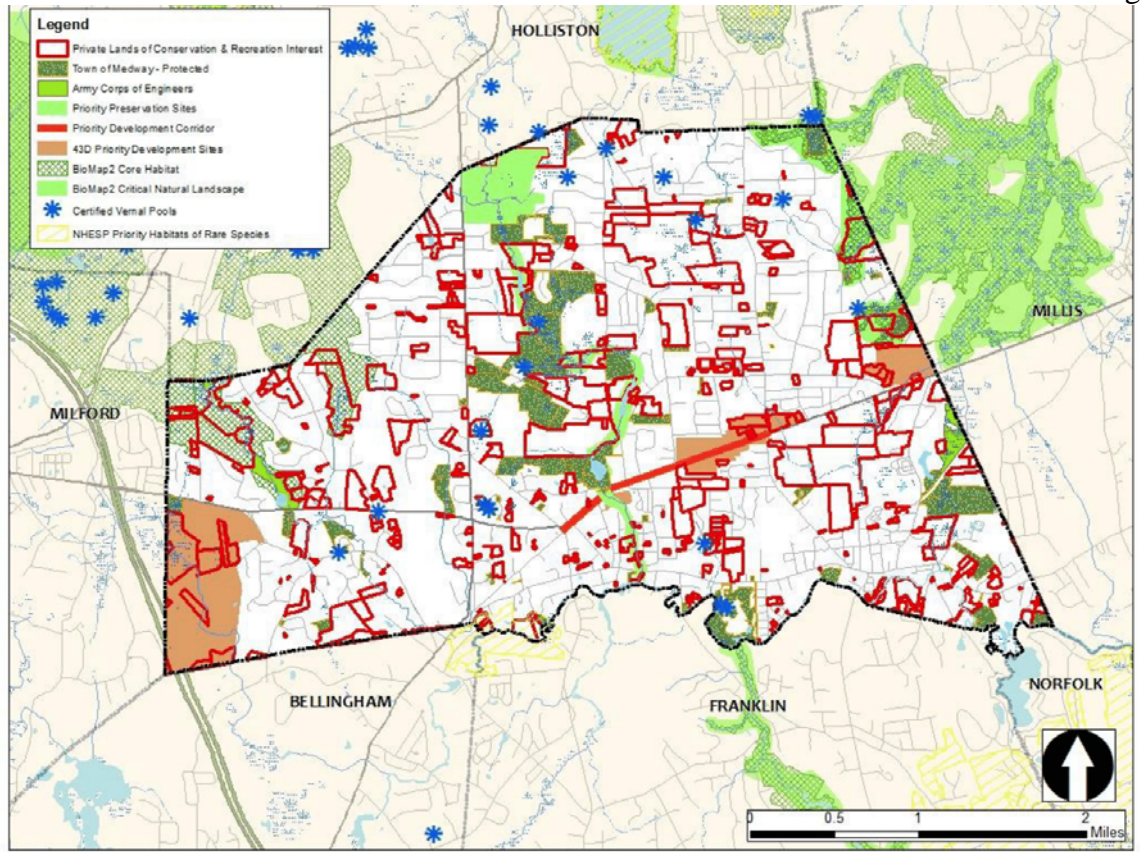 Legend
Private Lands of Conservation & Recreation Interest
Town of Medway - Protected
Army Corps of Engineers
Priority Preservation Sites
Priority Development Corridor
43D Priority Development Sites
BioMap2 Core Habitat
BioMap2 Critical Natural Landscape
Certified Vernal Pools
NHESP Priority Habitats of Rare Species
HOLLISTON
MILLIS
MILFORD
BELLINGHAM
FRANKLIN
NORFOLK
0 0.5 1 2
Miles